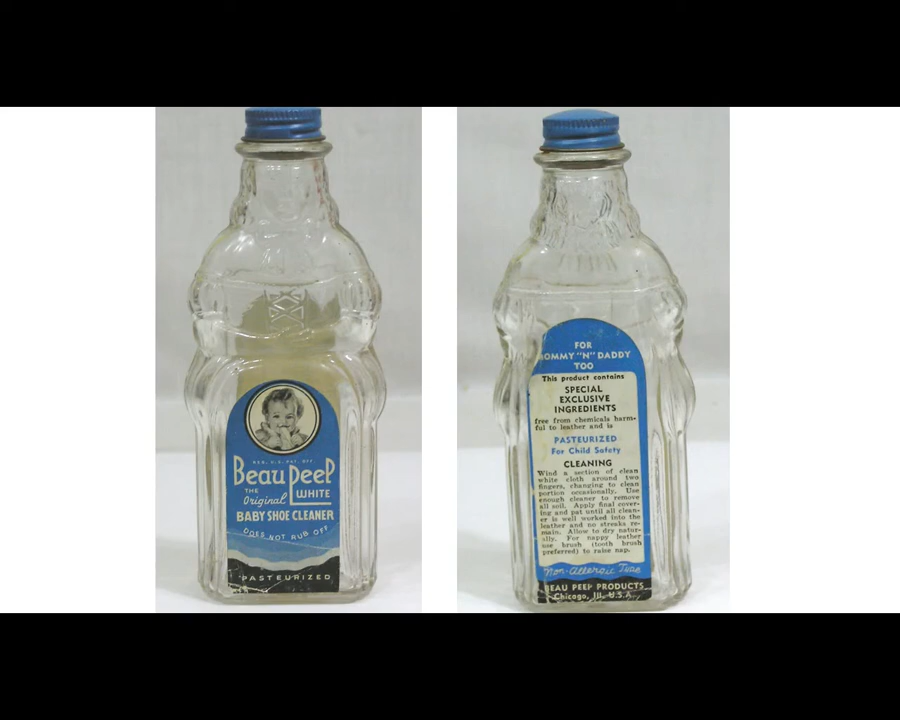 REG. U.S. PAT. OFF.
Beau Peep
THE
Original WHITE
BABY SHOE CLEANER
DOES NOT RUB OFF
PASTEURIZED
FOR
MOMMY "N" DADDY
TOO
This product contains
SPECIAL
EXCLUSIVE
INGREDIENTS
free from chemicals harm-
ful to leather and is
PASTEURIZED
For Child Safety
CLEANING
Wind a section of clean
white cloth around two
fingers, changing to clean
portion occasionally. Use
enough cleaner to remove
all soil. Apply final cover-
ing and pat until all clean-
er is well worked into the
leather and no streaks re-
main. Allow to dry natur-
ally. For nappy leather
use brush (tooth brush
preferred) to raise nap.
Non-Allergic Type
BEAU PEEP PRODUCTS
Chicago, Ill. U.S.A.